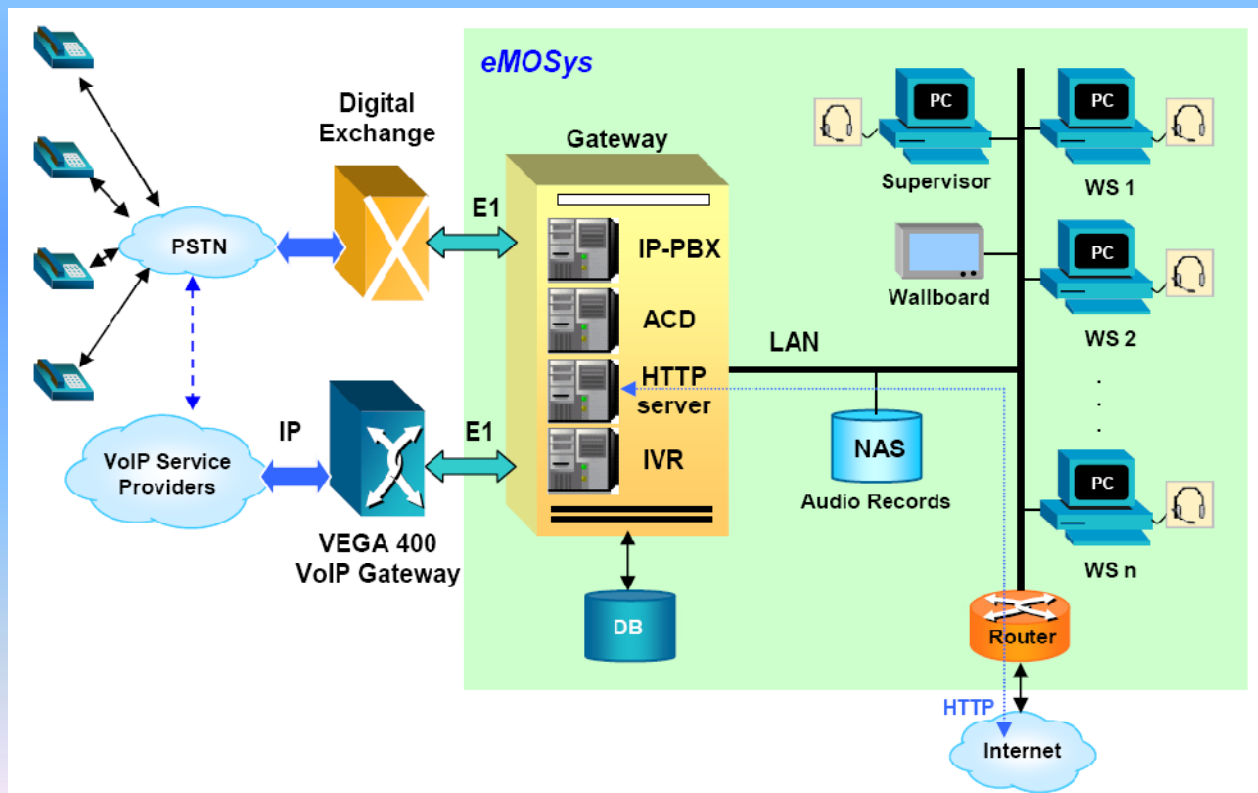 eMOSys
Digital
Exchange
Gateway
PC
PC
Supervisor
WS 1
E1
PSTN
IP-PBX
PC
Wallboard
ACD
WS 2
LAN
HTTP
server
IP
E1
VoIP Service
Providers
IVR
NAS
Audio Records
PC
VEGA 400
VoIP Gateway
WS n
DB
Router
HTTP
Internet